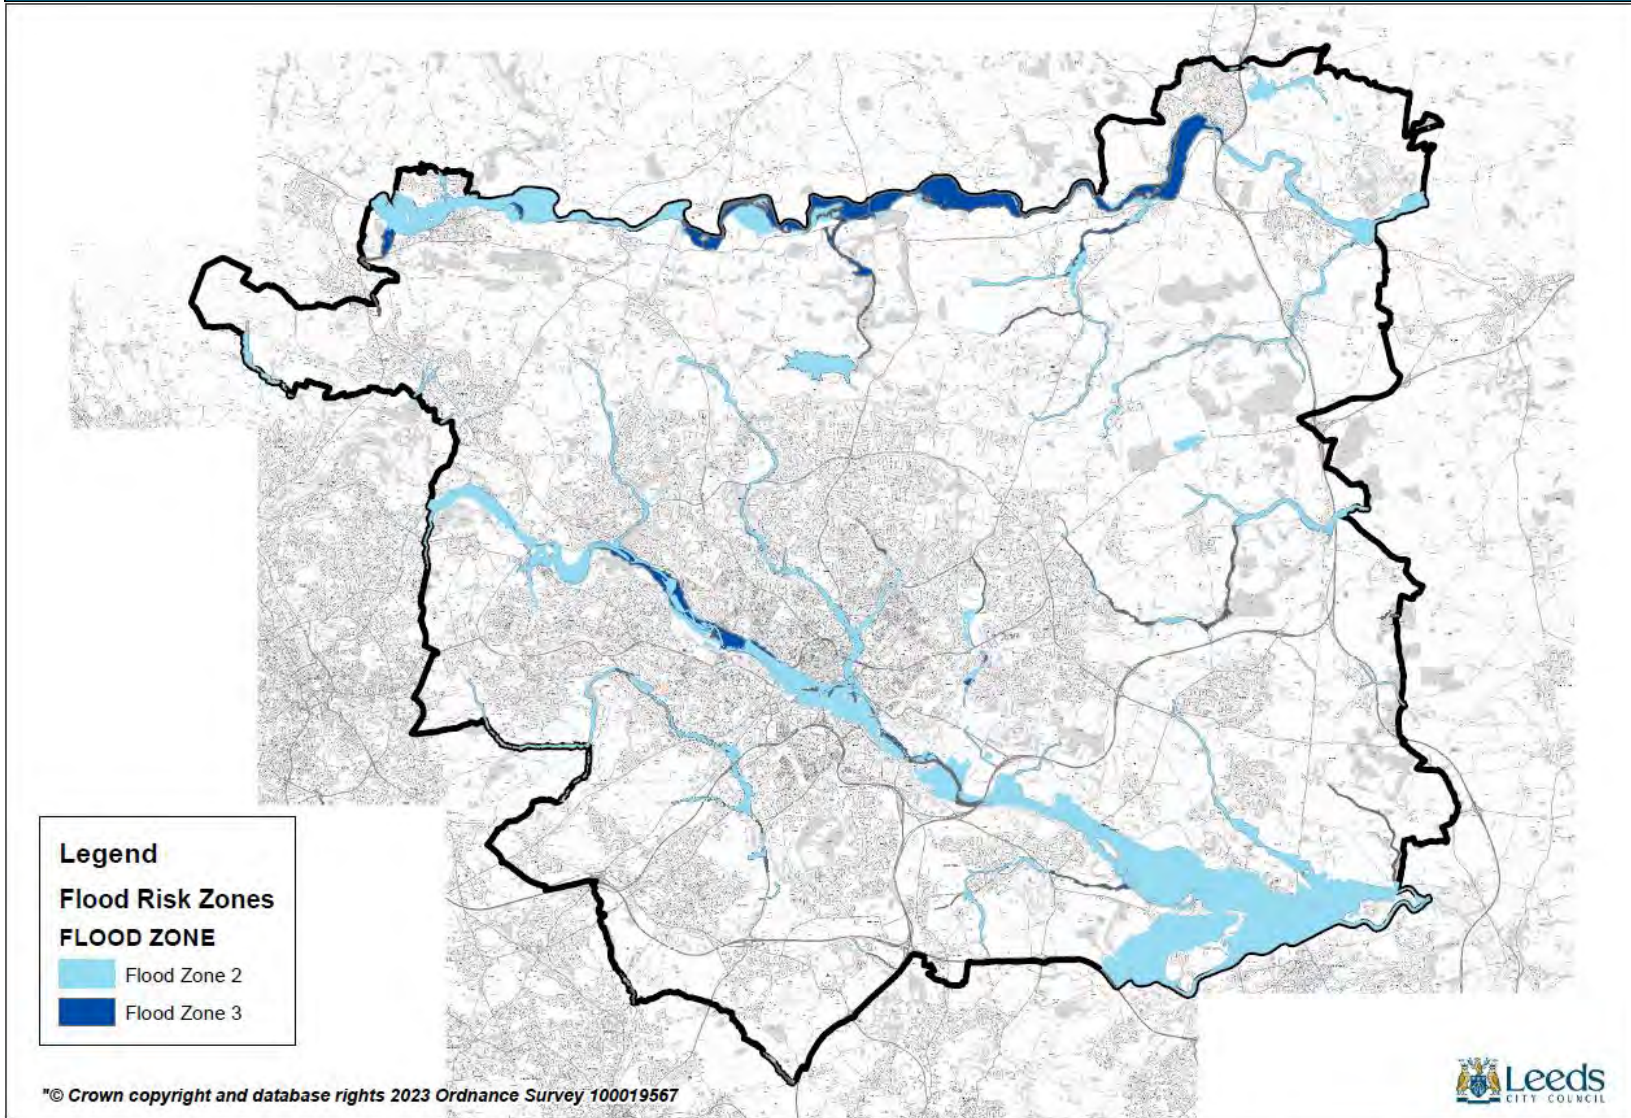 Legend
Flood Risk Zones
FLOOD ZONE
Flood Zone 2
Flood Zone 3
"© Crown copyright and database rights 2023 Ordnance Survey 100019567
Leeds
CITY COUNCIL